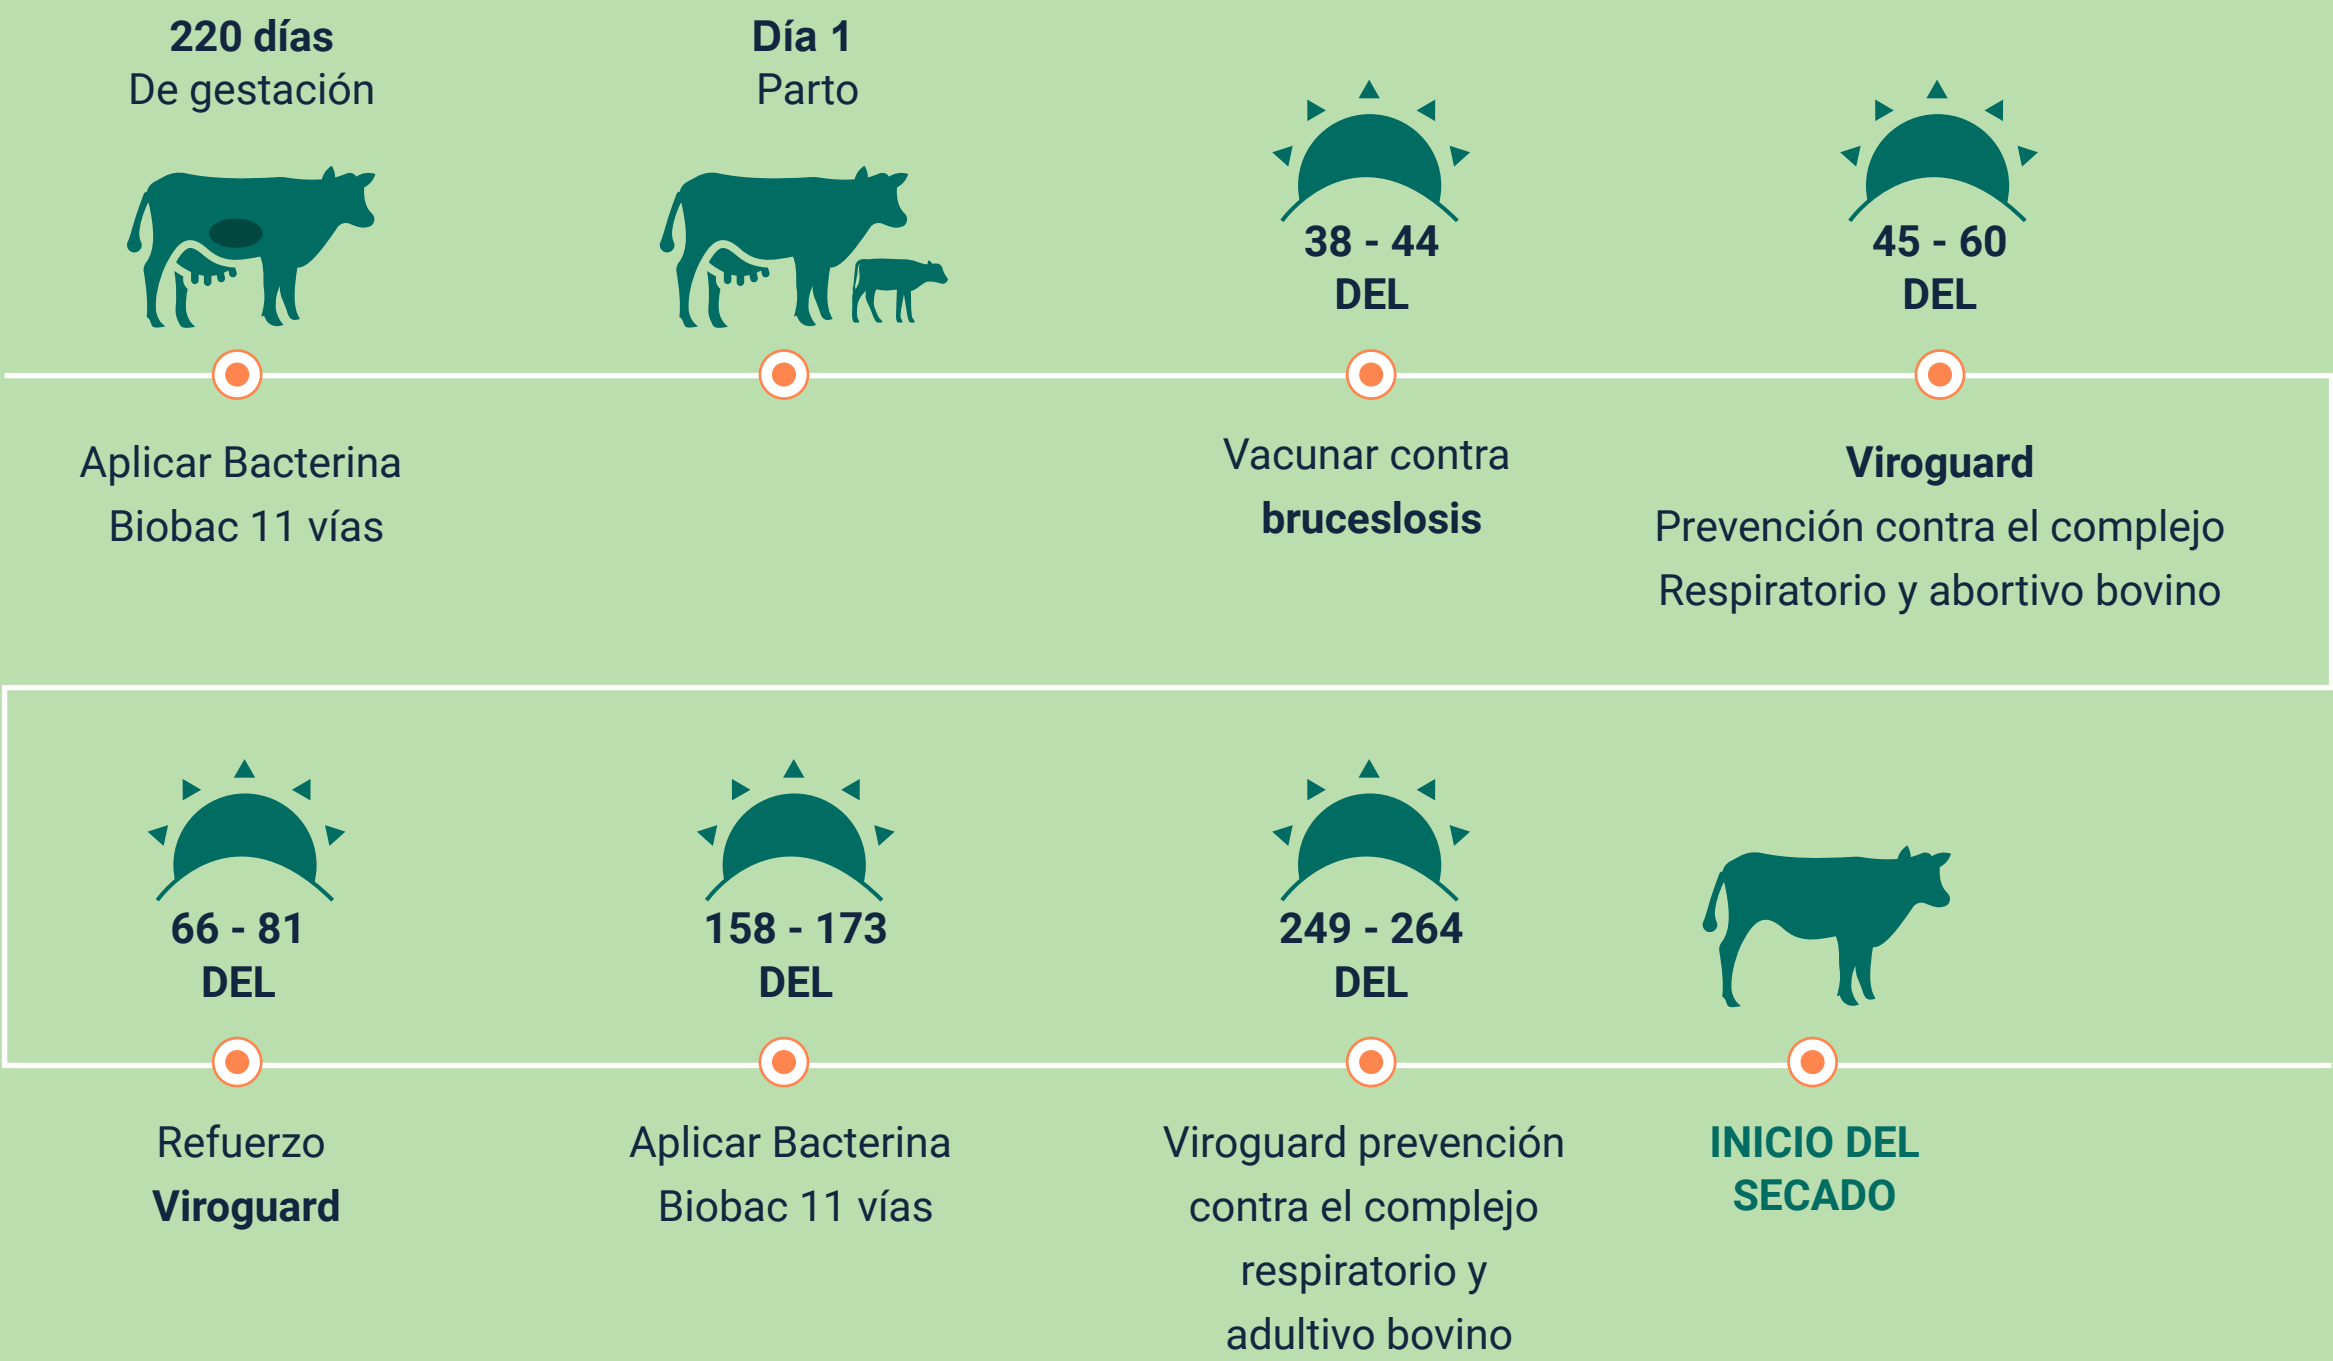 220 días
De gestación
Aplicar Bacterina
Biobac 11 vías
Día 1
Parto
38 - 44
DEL
Vacunar contra
bruceslosis
45 - 60
DEL
Viroguard
Prevención contra el complejo
Respiratorio y abortivo bovino
66 - 81
DEL
Refuerzo
Viroguard
158 - 173
DEL
Aplicar Bacterina
Biobac 11 vías
249 - 264
DEL
Viroguard prevención
contra el complejo
respiratorio y
adultivo bovino
INICIO DEL
SECADO